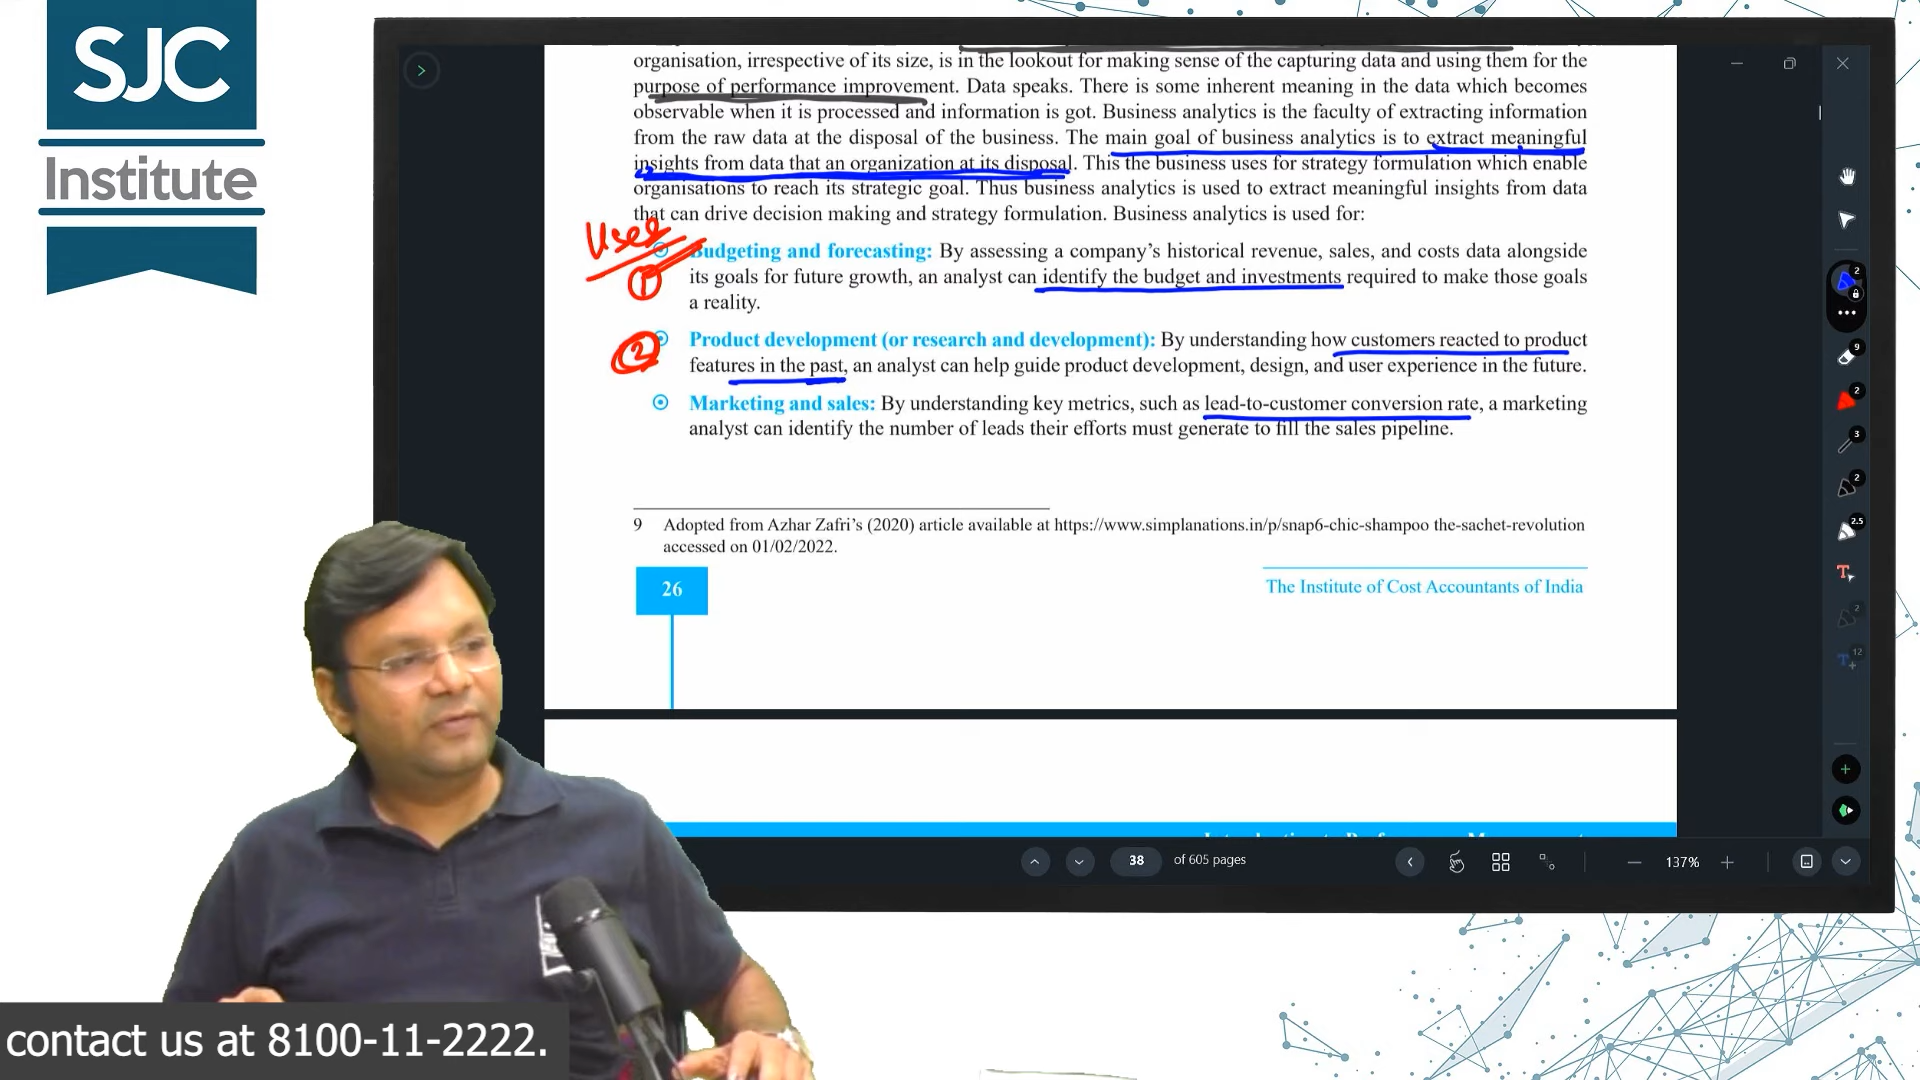 SJC
Institute
organisation, irrespective of its size, is in the lookout for making sense of the capturing data and using them for the
purpose of performance improvement. Data speaks. There is some inherent meaning in the data which becomes
observable when it is processed and information is got. Business analytics is the faculty of extracting information
from the raw data at the disposal of the business. The main goal of business analytics is to extract meaningful
insights from data that an organization at its disposal. This the business uses for strategy formulation which enable
organisations to reach its strategic goal. Thus business analytics is used to extract meaningful insights from data
that can drive decision making and strategy formulation. Business analytics is used for:
Uses
1
Budgeting and forecasting: By assessing a company's historical revenue, sales, and costs data alongside
its goals for future growth, an analyst can identify the budget and investments required to make those goals
a reality.
2
Product development (or research and development): By understanding how customers reacted to product
features in the past, an analyst can help guide product development, design, and user experience in the future.
Marketing and sales: By understanding key metrics, such as lead-to-customer conversion rate, a marketing
analyst can identify the number of leads their efforts must generate to fill the sales pipeline.
9 Adopted from Azhar Zafri's (2020) article available at https://www.simplanations.in/p/snap6-chic-shampoo the-sachet-revolution
accessed on 01/02/2022.
26
The Institute of Cost Accountants of India
38 of 605 pages
137%
2
9
2
3
2
2.5
2
12
contact us at 8100-11-2222.